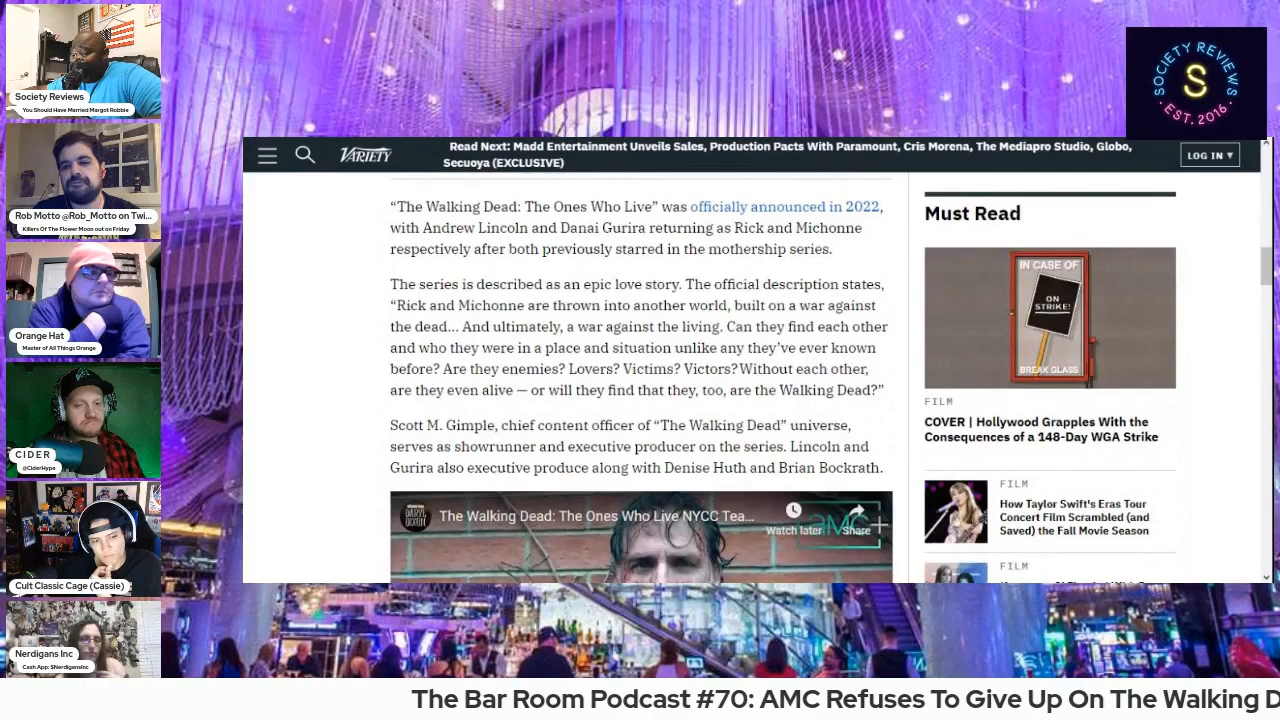 Society Reviews
You Should Have Married Margot Robbie
Rob Motto @Rob_Motto on Twi...
Killers Of The Flower Moon out on Friday
Orange Hat
Master of All Things Orange
CIDER
@CiderHype
Cult Classic Cage (Cassie)
Nerdigans Inc
Cash App: $NerdigansInc
SOCIETY REVIEWS
S
· EST. 2016 ·
VARIETY
Read Next: Madd Entertainment Unveils Sales, Production Pacts With Paramount, Cris Morena, The Mediapro Studio, Globo,
Secuoya (EXCLUSIVE)
LOG IN ▾
“The Walking Dead: The Ones Who Live” was officially announced in 2022,
with Andrew Lincoln and Danai Gurira returning as Rick and Michonne
respectively after both previously starred in the mothership series.
The series is described as an epic love story. The official description states,
“Rick and Michonne are thrown into another world, built on a war against
the dead... And ultimately, a war against the living. Can they find each other
and who they were in a place and situation unlike any they’ve ever known
before? Are they enemies? Lovers? Victims? Victors? Without each other,
are they even alive — or will they find that they, too, are the Walking Dead?”
Scott M. Gimple, chief content officer of “The Walking Dead” universe,
serves as showrunner and executive producer on the series. Lincoln and
Gurira also executive produce along with Denise Huth and Brian Bockrath.
DARYL DIXON
The Walking Dead: The Ones Who Live NYCC Tea...
Watch later
Share
aMC
Must Read
IN CASE OF
ON
STRIKE!
BREAK GLASS
FILM
COVER | Hollywood Grapples With the
Consequences of a 148-Day WGA Strike
FILM
How Taylor Swift's Eras Tour
Concert Film Scrambled (and
Saved) the Fall Movie Season
FILM
The Bar Room Podcast #70: AMC Refuses To Give Up On The Walking D